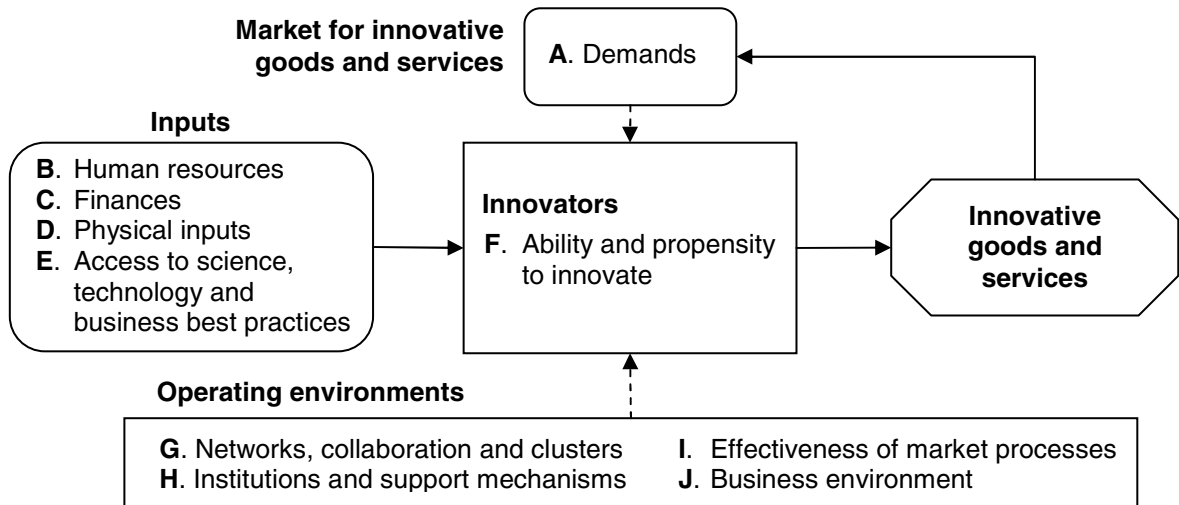 Market for innovative
goods and services
A. Demands
Inputs
B. Human resources
C. Finances
D. Physical inputs
E. Access to science,
technology and
business best practices
Innovators
F. Ability and propensity
to innovate
Innovative
goods and
services
Operating environments
G. Networks, collaboration and clusters
H. Institutions and support mechanisms
I. Effectiveness of market processes
J. Business environment